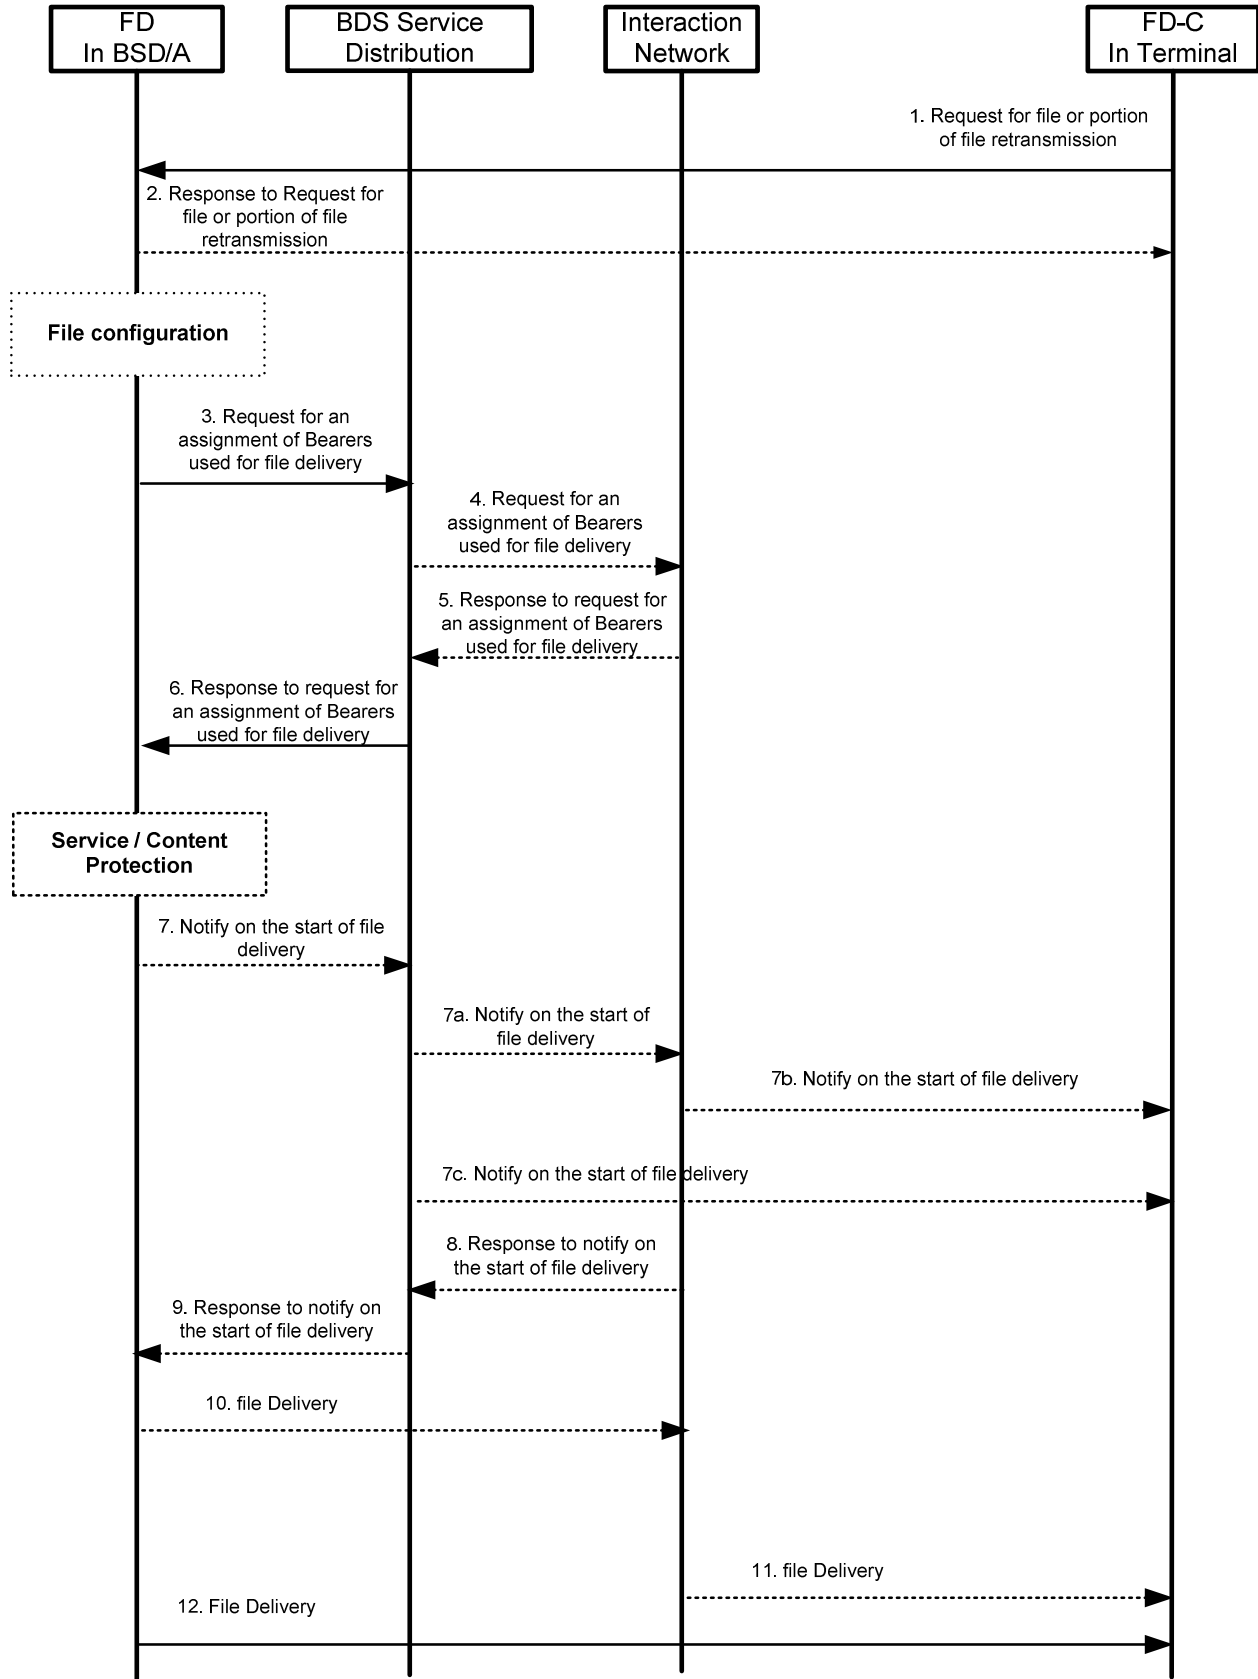 FD
In BSD/A
BDS Service
Distribution
Interaction
Network
FD-C
In Terminal
1. Request for file or portion
of file retransmission
2. Response to Request for
file or portion of file
retransmission
File configuration
3. Request for an
assignment of Bearers
used for file delivery
4. Request for an
assignment of Bearers
used for file delivery
5. Response to request for
an assignment of Bearers
used for file delivery
6. Response to request for
an assignment of Bearers
used for file delivery
Service / Content
Protection
7. Notify on the start of file
delivery
7a. Notify on the start of
file delivery
7b. Notify on the start of file delivery
7c. Notify on the start of file delivery
8. Response to notify on
the start of file delivery
9. Response to notify on
the start of file delivery
10. file Delivery
11. file Delivery
12. File Delivery